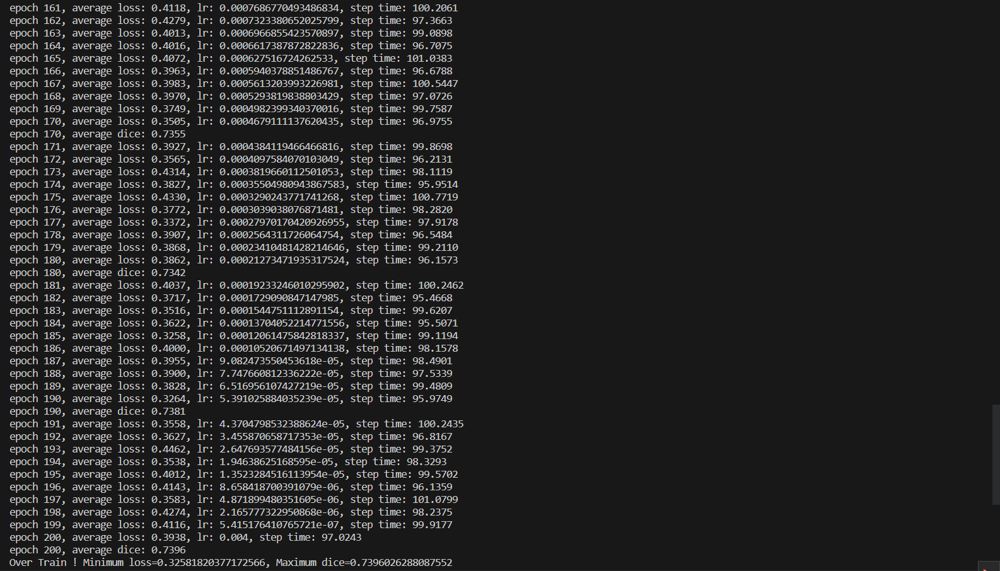 epoch 161, average loss: 0.4118, lr: 0.0007686770493486834, step time: 100.2061
epoch 162, average loss: 0.4279, lr: 0.0007323380652025799, step time: 97.3663
epoch 163, average loss: 0.4013, lr: 0.0006966855423570897, step time: 99.0898
epoch 164, average loss: 0.4016, lr: 0.0006617387872822836, step time: 96.7075
epoch 165, average loss: 0.4072, lr: 0.000627516724262533, step time: 101.0383
epoch 166, average loss: 0.3963, lr: 0.0005940378851486767, step time: 96.6788
epoch 167, average loss: 0.3983, lr: 0.0005613203993226981, step time: 100.5447
epoch 168, average loss: 0.3970, lr: 0.0005293819838803429, step time: 97.0726
epoch 169, average loss: 0.3749, lr: 0.0004982399340370016, step time: 99.7587
epoch 170, average loss: 0.3505, lr: 0.0004679111137620435, step time: 96.9755
epoch 170, average dice: 0.7355
epoch 171, average loss: 0.3927, lr: 0.0004384119466466816, step time: 99.8698
epoch 172, average loss: 0.3565, lr: 0.0004097584070103049, step time: 96.2131
epoch 173, average loss: 0.4314, lr: 0.0003819660112501053, step time: 98.1119
epoch 174, average loss: 0.3827, lr: 0.00035504980943867583, step time: 95.9514
epoch 175, average loss: 0.4330, lr: 0.0003290243771741268, step time: 100.7719
epoch 176, average loss: 0.3772, lr: 0.0003039038076871481, step time: 98.2820
epoch 177, average loss: 0.3372, lr: 0.00027970170420926955, step time: 97.9178
epoch 178, average loss: 0.3907, lr: 0.0002564311726064754, step time: 96.5484
epoch 179, average loss: 0.3868, lr: 0.00023410481428214646, step time: 99.2110
epoch 180, average loss: 0.3862, lr: 0.00021273471935317524, step time: 96.1573
epoch 180, average dice: 0.7342
epoch 181, average loss: 0.4037, lr: 0.00019233246010295902, step time: 100.2462
epoch 182, average loss: 0.3717, lr: 0.0001729090847147985, step time: 95.4668
epoch 183, average loss: 0.3516, lr: 0.0001544751112891154, step time: 99.6207
epoch 184, average loss: 0.3622, lr: 0.00013704052214771556, step time: 95.5071
epoch 185, average loss: 0.3258, lr: 0.00012061475842818337, step time: 99.1194
epoch 186, average loss: 0.4000, lr: 0.00010520671497134138, step time: 98.1578
epoch 187, average loss: 0.3955, lr: 9.082473550453618e-05, step time: 98.4901
epoch 188, average loss: 0.3900, lr: 7.747660812336222e-05, step time: 97.5339
epoch 189, average loss: 0.3828, lr: 6.516956107427219e-05, step time: 99.4809
epoch 190, average loss: 0.3264, lr: 5.391025884035239e-05, step time: 95.9749
epoch 190, average dice: 0.7381
epoch 191, average loss: 0.3558, lr: 4.3704798532388624e-05, step time: 100.2435
epoch 192, average loss: 0.3627, lr: 3.455870658717353e-05, step time: 96.8167
epoch 193, average loss: 0.4462, lr: 2.647693577484156e-05, step time: 99.3752
epoch 194, average loss: 0.3538, lr: 1.94638625168595e-05, step time: 98.3293
epoch 195, average loss: 0.4012, lr: 1.3523284516113954e-05, step time: 99.5702
epoch 196, average loss: 0.4143, lr: 8.658418700391079e-06, step time: 96.1359
epoch 197, average loss: 0.3583, lr: 4.871899480351605e-06, step time: 101.0799
epoch 198, average loss: 0.4274, lr: 2.165777322950868e-06, step time: 98.2375
epoch 199, average loss: 0.4116, lr: 5.415176410765721e-07, step time: 99.9177
epoch 200, average loss: 0.3938, lr: 0.004, step time: 97.0243
epoch 200, average dice: 0.7396
Over Train ! Minimum loss=0.32581820377172566, Maximum dice=0.7396026288087552